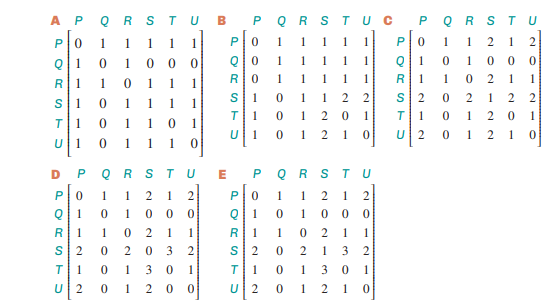 A P Q R S T U B P Q R S T U C P Q R S T U
P 0 1 1 1 1 1 P 0 1 1 1 1 1 P 0 1 1 2 1 2
Q 1 0 1 0 0 0 Q 0 1 1 1 1 1 Q 1 0 1 0 0 0
R 1 1 0 1 1 1 R 0 1 1 1 1 1 R 1 1 0 2 1 1
S 1 0 1 1 1 1 S 1 0 1 1 2 2 S 2 0 2 1 2 2
T 1 0 1 1 0 1 T 1 0 1 2 0 1 T 1 0 1 2 0 1
U 1 0 1 1 1 0 U 1 0 1 2 1 0 U 2 0 1 2 1 0
D P Q R S T U E P Q R S T U
P 0 1 1 2 1 2 P 0 1 1 2 1 2
Q 1 0 1 0 0 0 Q 1 0 1 0 0 0
R 1 1 0 2 1 1 R 1 1 0 2 1 1
S 2 0 2 0 3 2 S 2 0 2 1 3 2
T 1 0 1 3 0 1 T 1 0 1 3 0 1
U 2 0 1 2 0 0 U 2 0 1 2 1 0